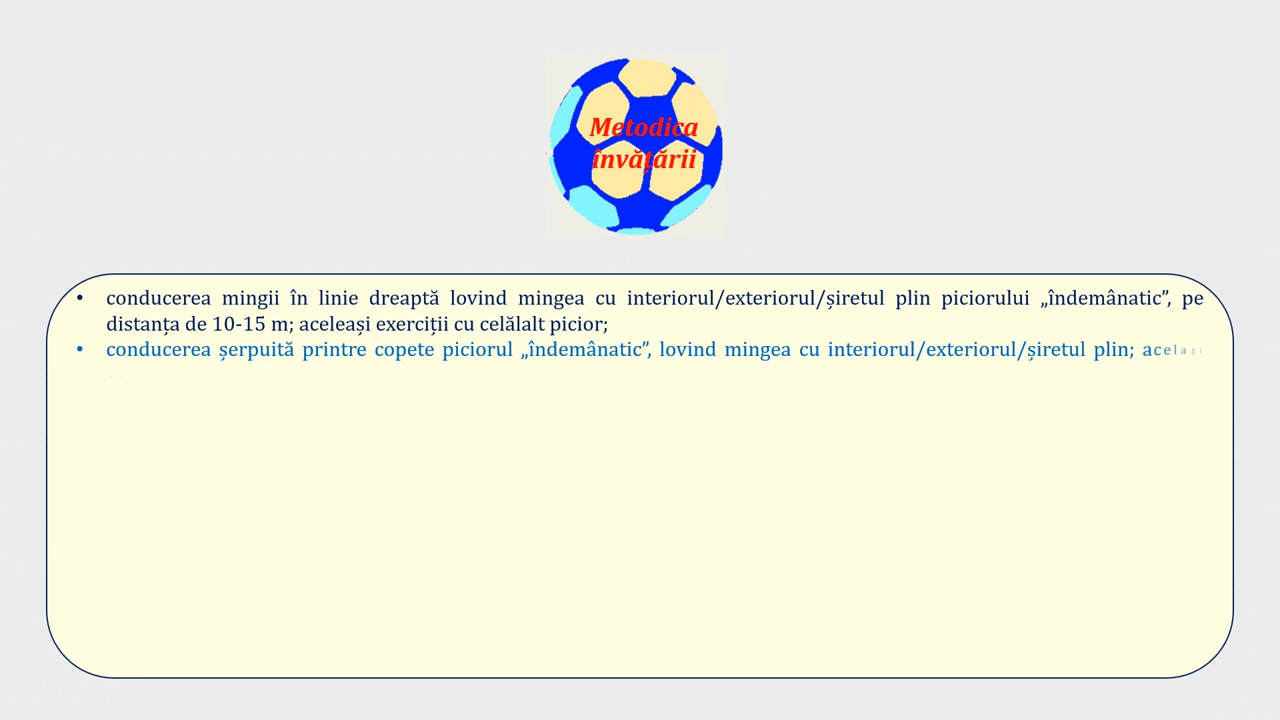 Metodica
învățării
• conducerea mingii în linie dreaptă lovind mingea cu interiorul/exteriorul/șiretul plin piciorului „îndemânatic”, pe
distanța de 10-15 m; aceleași exerciții cu celălalt picior;
• conducerea șerpuită printre copete piciorul „îndemânatic”, lovind mingea cu interiorul/exteriorul/șiretul plin; același